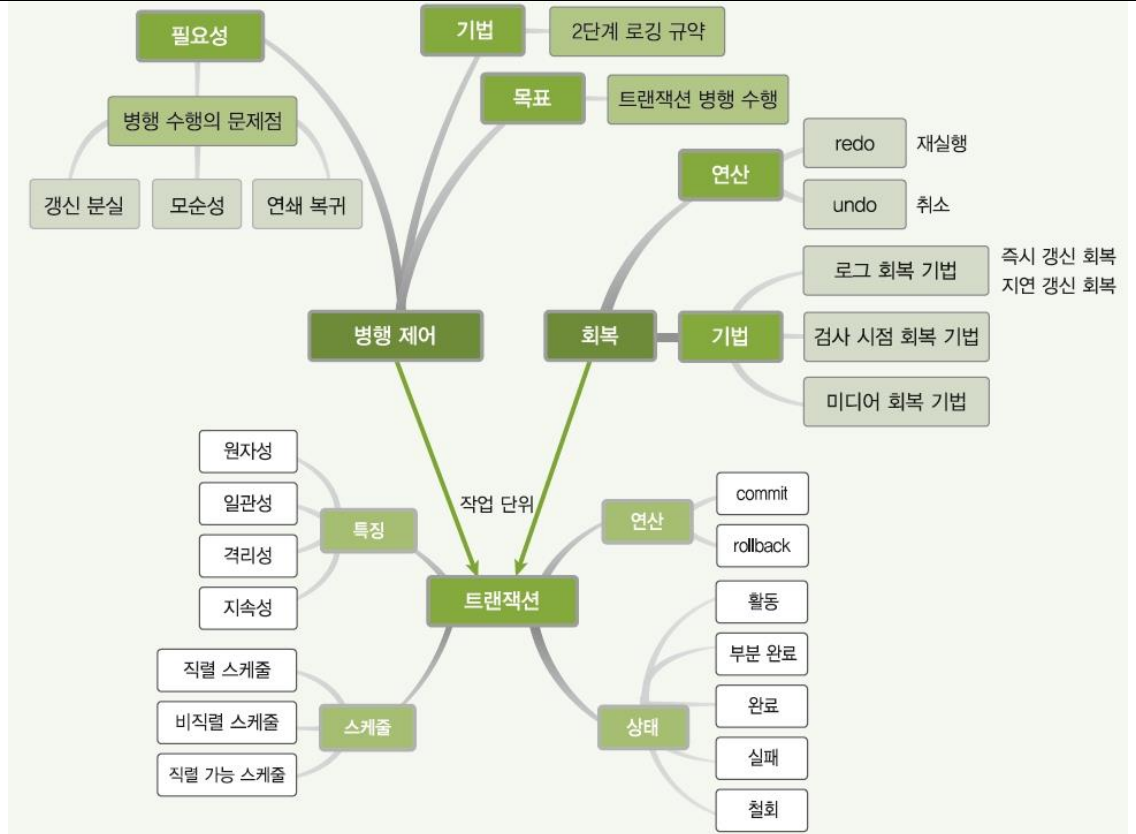 필요성
기법
2단계 로깅 규약
목표
트랜잭션 병행 수행
병행 수행의 문제점
갱신 분실
모순성
연쇄 복귀
연산
redo
재실행
undo
취소
로그 회복 기법
즉시 갱신 회복
지연 갱신 회복
병행 제어
회복
기법
검사 시점 회복 기법
미디어 회복 기법
작업 단위
원자성
일관성
격리성
지속성
특징
연산
commit
rollback
트랜잭션
직렬 스케줄
비직렬 스케줄
직렬 가능 스케줄
스케줄
상태
활동
부분 완료
완료
실패
철회